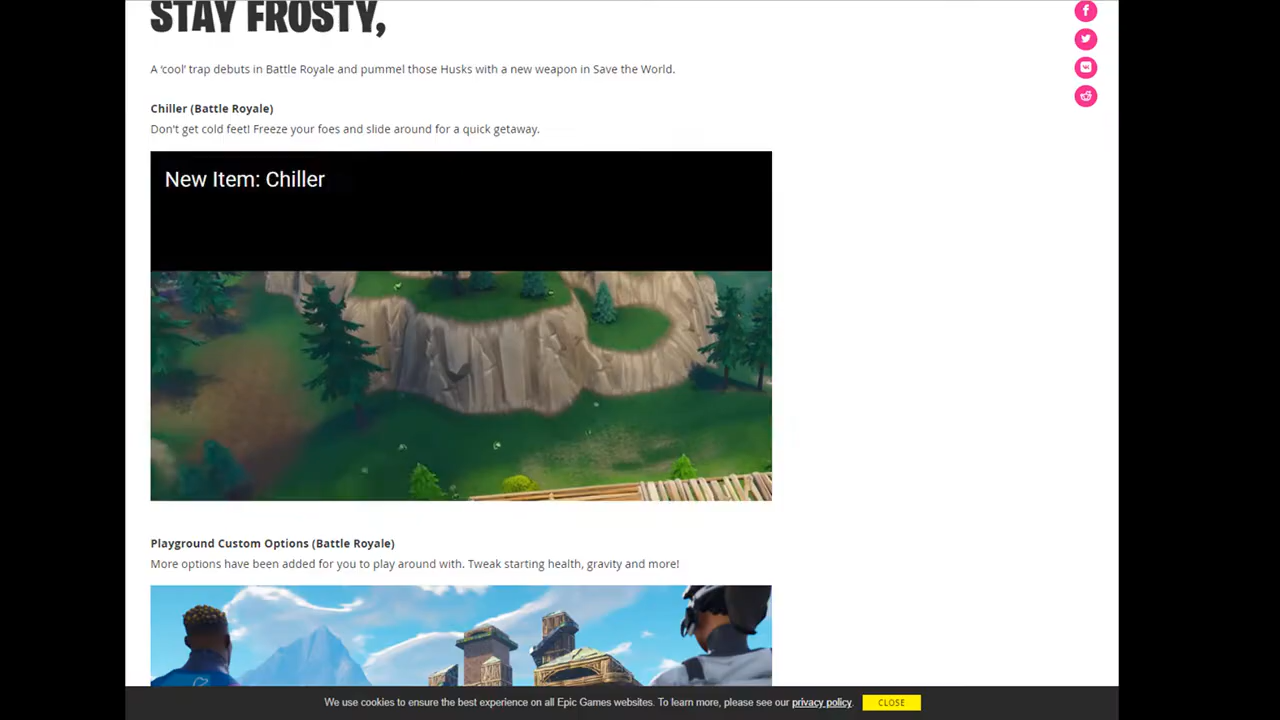 STAY FROSTY,
A ‘cool’ trap debuts in Battle Royale and pummel those Husks with a new weapon in Save the World.
Chiller (Battle Royale)
Don't get cold feet! Freeze your foes and slide around for a quick getaway.
New Item: Chiller
Playground Custom Options (Battle Royale)
More options have been added for you to play around with. Tweak starting health, gravity and more!
We use cookies to ensure the best experience on all Epic Games websites. To learn more, please see our privacy policy. CLOSE